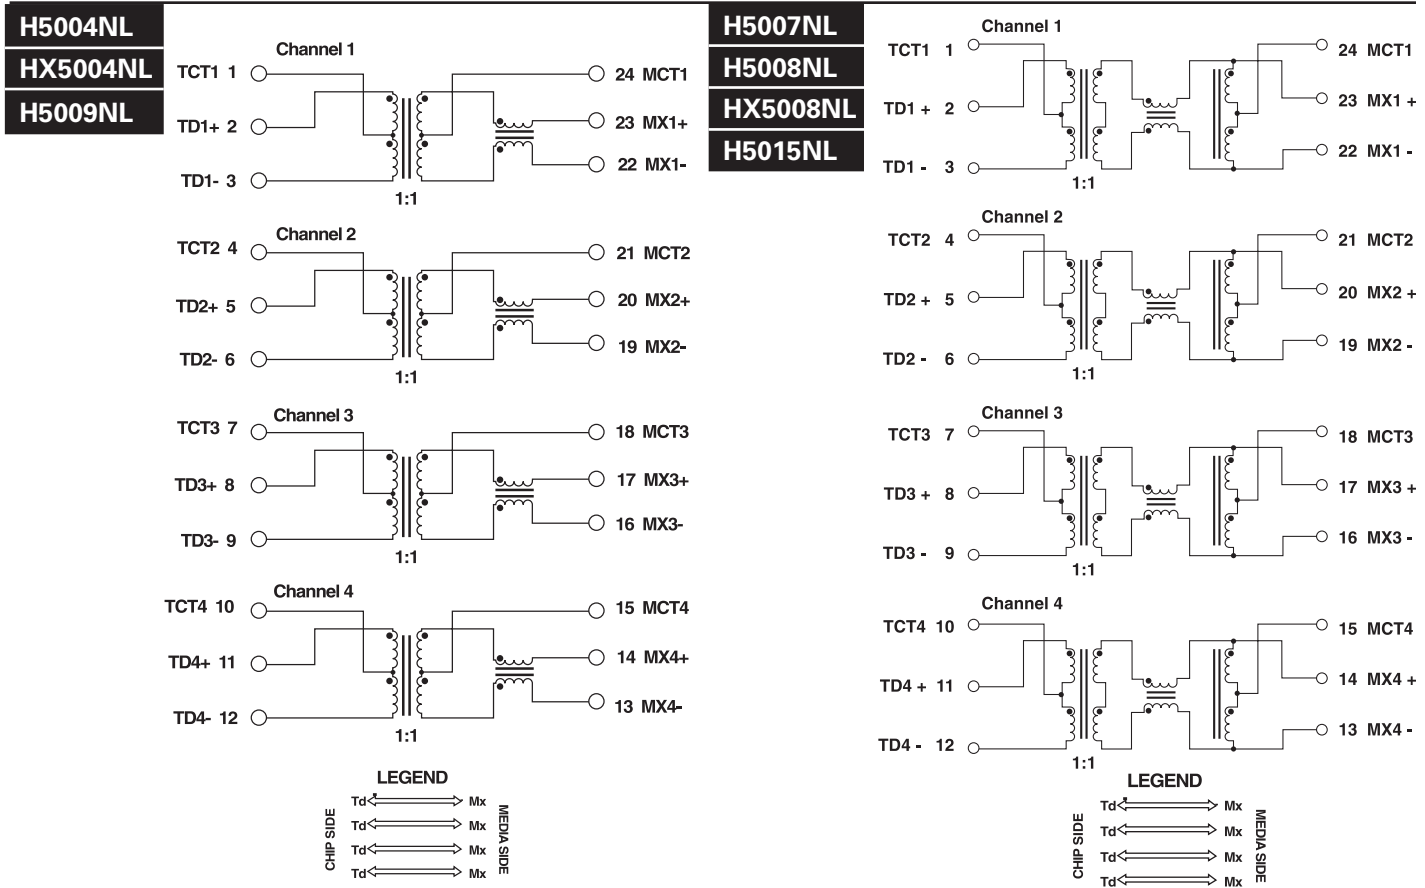 H5004NL
HX5004NL
H5009NL
Channel 1
TCT1 1
24 MCT1
TD1+ 2
23 MX1+
22 MX1-
TD1- 3
1:1
Channel 2
TCT2 4
21 MCT2
TD2+ 5
20 MX2+
19 MX2-
TD2- 6
1:1
Channel 3
TCT3 7
18 MCT3
TD3+ 8
17 MX3+
16 MX3-
TD3- 9
1:1
Channel 4
TCT4 10
15 MCT4
TD4+ 11
14 MX4+
13 MX4-
TD4- 12
1:1
LEGEND
CHIP SIDE
Td Mx
Td Mx
Td Mx
Td Mx
MEDIA SIDE
H5007NL
H5008NL
HX5008NL
H5015NL
Channel 1
TCT1 1
24 MCT1
TD1 + 2
23 MX1 +
22 MX1 -
TD1 - 3
1:1
Channel 2
TCT2 4
21 MCT2
TD2 + 5
20 MX2 +
19 MX2 -
TD2 - 6
1:1
Channel 3
TCT3 7
18 MCT3
TD3 + 8
17 MX3 +
16 MX3 -
TD3 - 9
1:1
Channel 4
TCT4 10
15 MCT4
TD4 + 11
14 MX4 +
13 MX4 -
TD4 - 12
1:1
LEGEND
CHIP SIDE
Td Mx
Td Mx
Td Mx
Td Mx
MEDIA SIDE